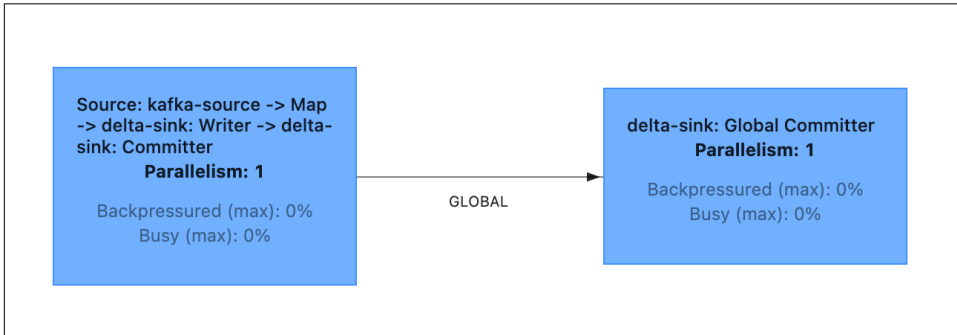 Source: kafka-source -> Map
-> delta-sink: Writer -> delta-
sink: Committer
Parallelism: 1
Backpressured (max): 0%
Busy (max): 0%
GLOBAL
delta-sink: Global Committer
Parallelism: 1
Backpressured (max): 0%
Busy (max): 0%